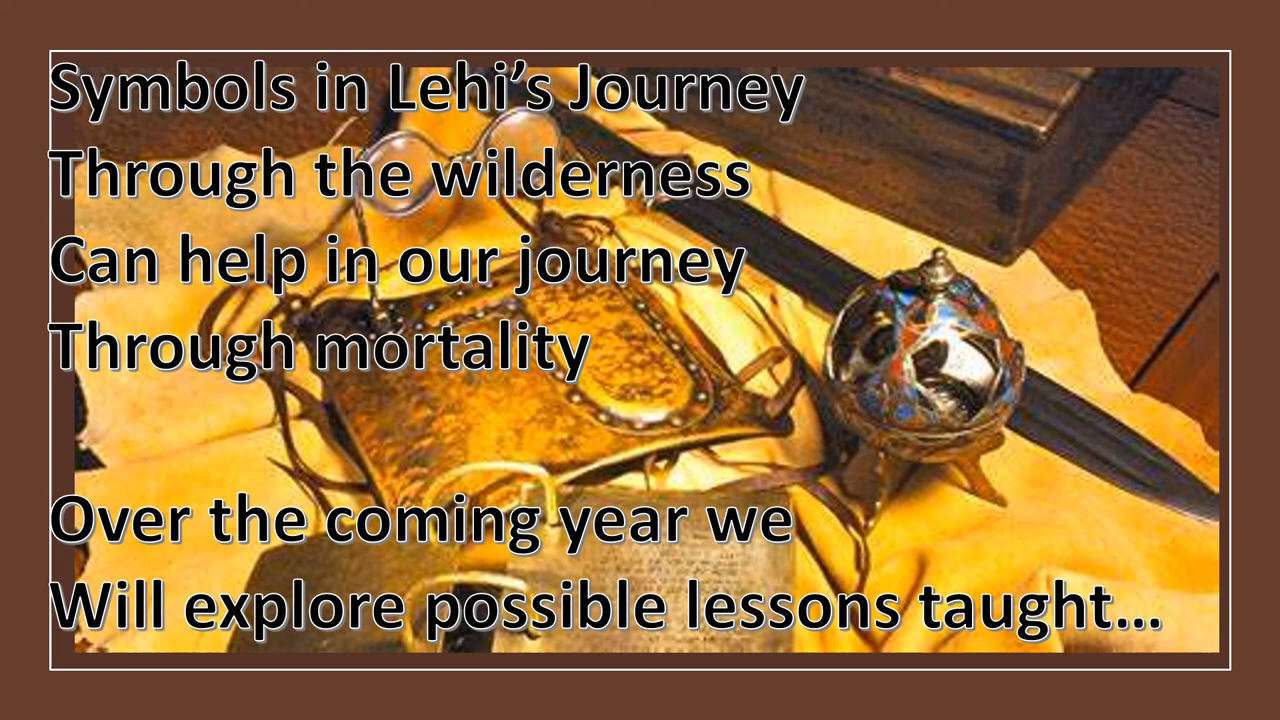 Symbols in Lehi’s Journey
Through the wilderness
Can help in our journey
Through mortality
Over the coming year we
Will explore possible lessons taught…